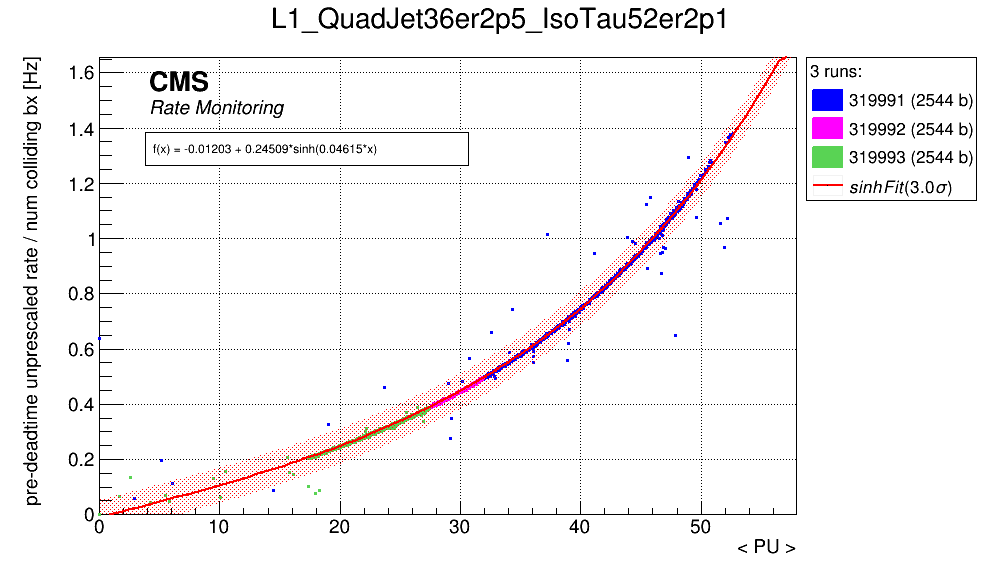 L1_QuadJet36er2p5_IsoTau52er2p1
pre-deadtime unprescaled rate / num colliding bx [Hz]
CMS
Rate Monitoring
f(x) = -0.01203 + 0.24509*sinh(0.04615*x)
1.6
1.4
1.2
1
0.8
0.6
0.4
0.2
0
0 10 20 30 40 50
< PU >
3 runs:
319991 (2544 b)
319992 (2544 b)
319993 (2544 b)
sinhFit(3.0σ)